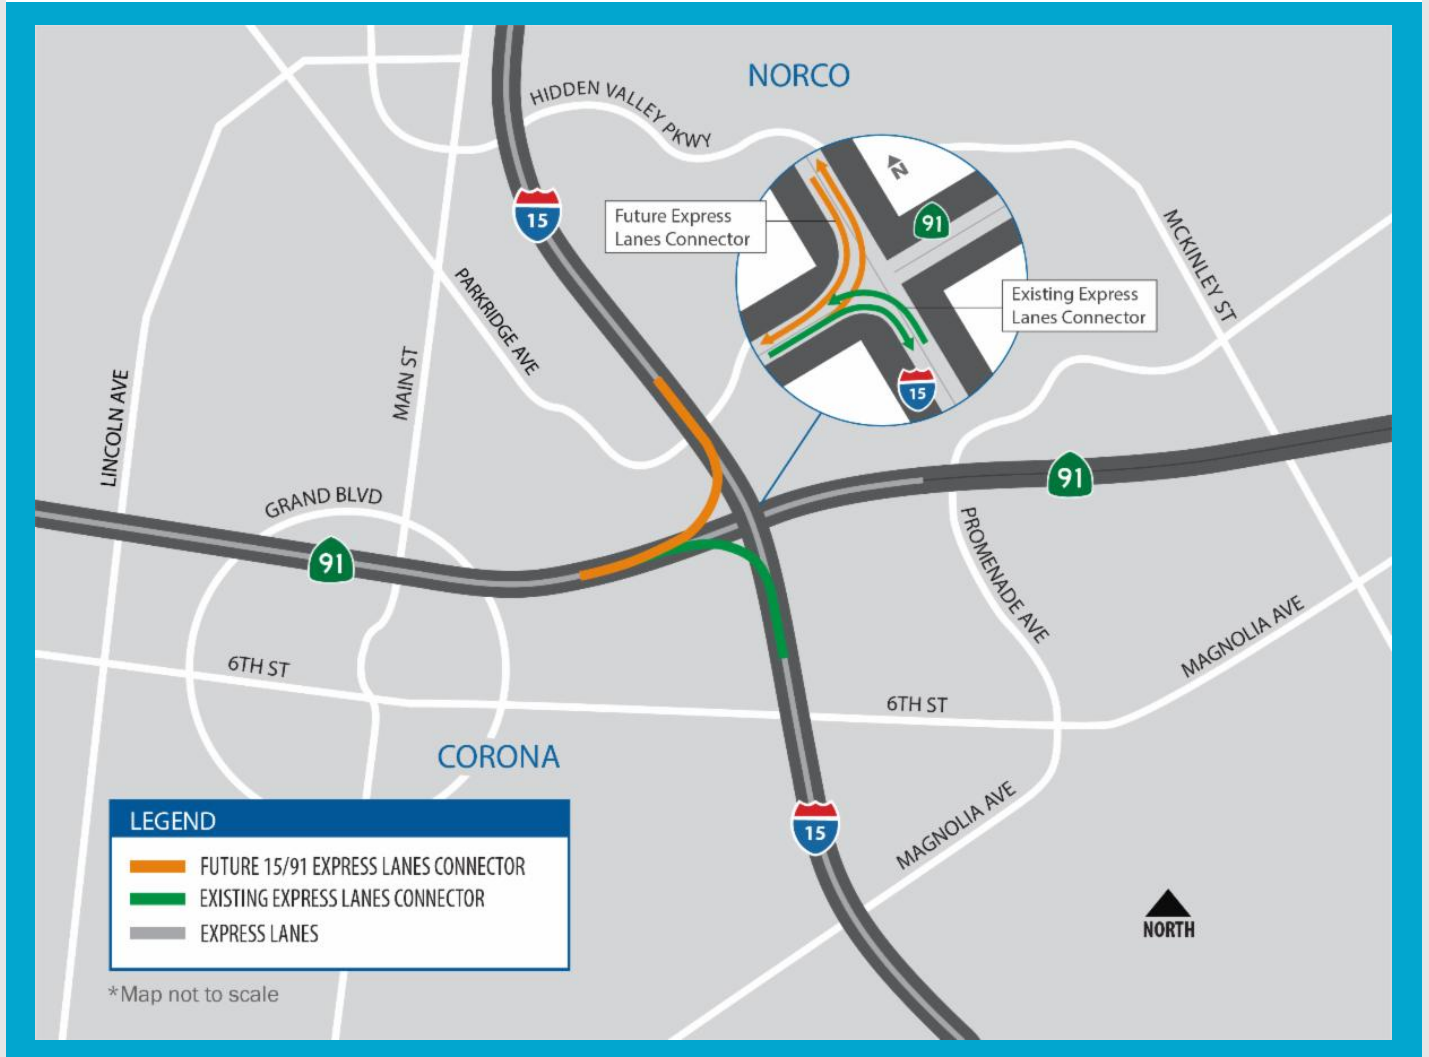 NORCO
HIDDEN VALLEY PKWY
N
15
91
Future Express
Lanes Connector
MCKINLEY ST
PARKRIDGE AVE
Existing Express
Lanes Connector
15
MAIN ST
LINCOLN AVE
GRAND BLVD
91
91
PROMENADE AVE
MAGNOLIA AVE
6TH ST
6TH ST
CORONA
15
MAGNOLIA AVE
LEGEND
FUTURE 15/91 EXPRESS LANES CONNECTOR
EXISTING EXPRESS LANES CONNECTOR
EXPRESS LANES
NORTH
*Map not to scale